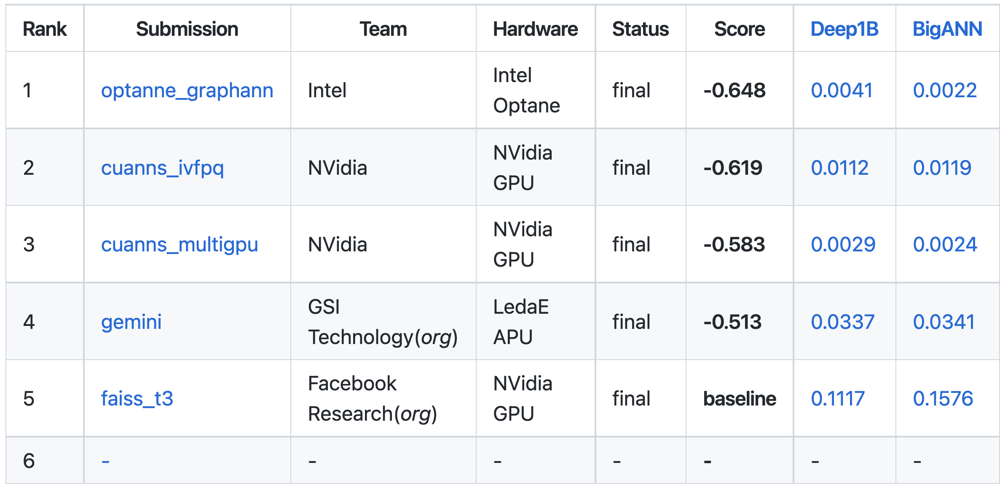 Rank Submission Team Hardware Status Score Deep1B BigANN
1 optanne_graphann Intel Intel Optane final -0.648 0.0041 0.0022
2 cuanns_ivfpq NVidia NVidia GPU final -0.619 0.0112 0.0119
3 cuanns_multigpu NVidia NVidia GPU final -0.583 0.0029 0.0024
4 gemini GSI Technology(org) LedaE APU final -0.513 0.0337 0.0341
5 faiss_t3 Facebook Research(org) NVidia GPU final baseline 0.1117 0.1576
6 - - - - - - -